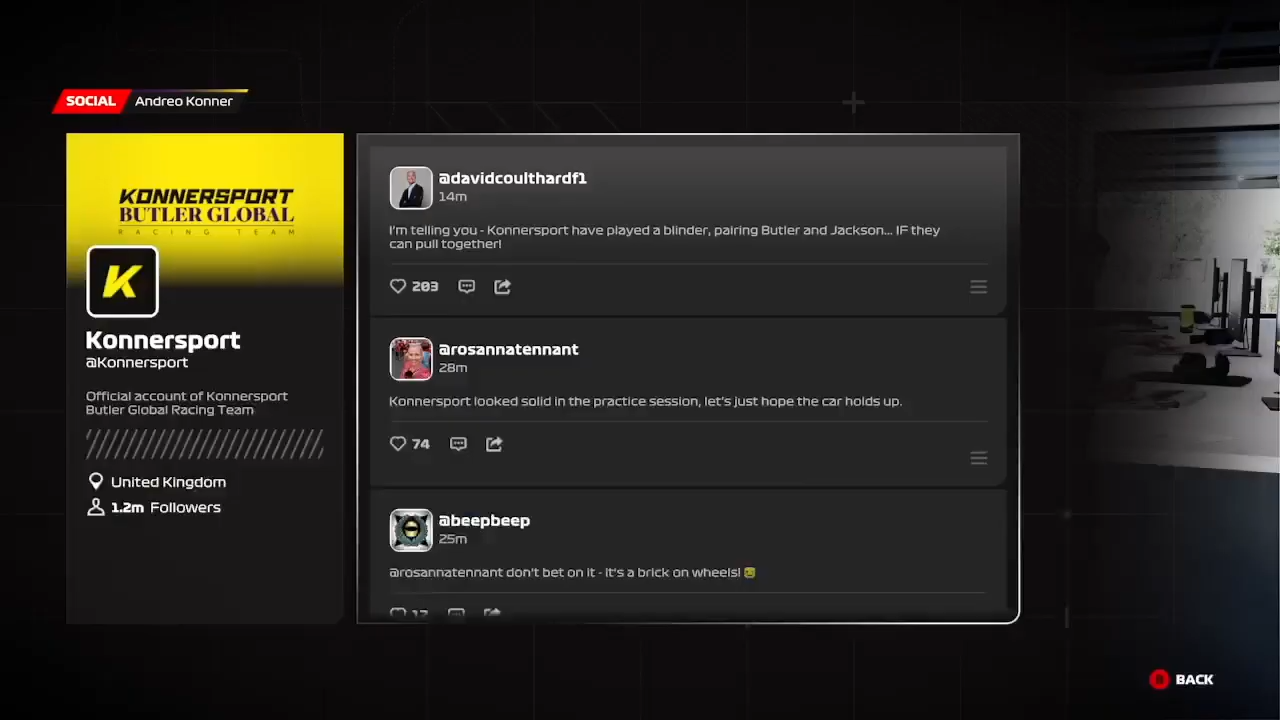 SOCIAL Andreo Konner
KONNERSPORT
BUTLER GLOBAL
RACING TEAM
K
Konnersport
@Konnersport
Official account of Konnersport
Butler Global Racing Team
United Kingdom
1.2m Followers
@davidcoulthardf1
14m
I'm telling you - Konnersport have played a blinder, pairing Butler and Jackson... IF they
can pull together!
203
@rosannatennant
28m
Konnersport looked solid in the practice session, let's just hope the car holds up.
74
@beepbeep
25m
@rosannatennant don't bet on it - it's a brick on wheels!
BACK